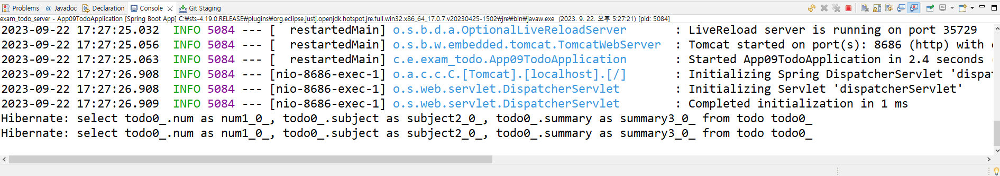 Problems @ Javadoc Declaration Console Git Staging
exam_todo_server - App09TodoApplication [Spring Boot App] C:₩sts-4.19.0.RELEASE₩plugins₩org.eclipse.justj.openjdk.hotspot.jre.full.win32.x86_64_17.0.7.v20230425-1502₩jre₩bin₩javaw.exe (2023. 9. 22. 오후 5:27:21) [pid: 5084]
2023-09-22 17:27:25.032  INFO 5084 --- [  restartedMain] o.s.b.d.a.OptionalLiveReloadServer       : LiveReload server is running on port 35729
2023-09-22 17:27:25.056  INFO 5084 --- [  restartedMain] o.s.b.w.embedded.tomcat.TomcatWebServer  : Tomcat started on port(s): 8686 (http) with
2023-09-22 17:27:25.063  INFO 5084 --- [  restartedMain] c.e.exam_todo.App09TodoApplication       : Started App09TodoApplication in 2.4 seconds
2023-09-22 17:27:26.908  INFO 5084 --- [nio-8686-exec-1] o.a.c.c.C.[Tomcat].[localhost].[/]       : Initializing Spring DispatcherServlet 'dispat
2023-09-22 17:27:26.908  INFO 5084 --- [nio-8686-exec-1] o.s.web.servlet.DispatcherServlet        : Initializing Servlet 'dispatcherServlet'
2023-09-22 17:27:26.909  INFO 5084 --- [nio-8686-exec-1] o.s.web.servlet.DispatcherServlet        : Completed initialization in 1 ms
Hibernate: select todo0_.num as num1_0_, todo0_.subject as subject2_0_, todo0_.summary as summary3_0_ from todo todo0_
Hibernate: select todo0_.num as num1_0_, todo0_.subject as subject2_0_, todo0_.summary as summary3_0_ from todo todo0_